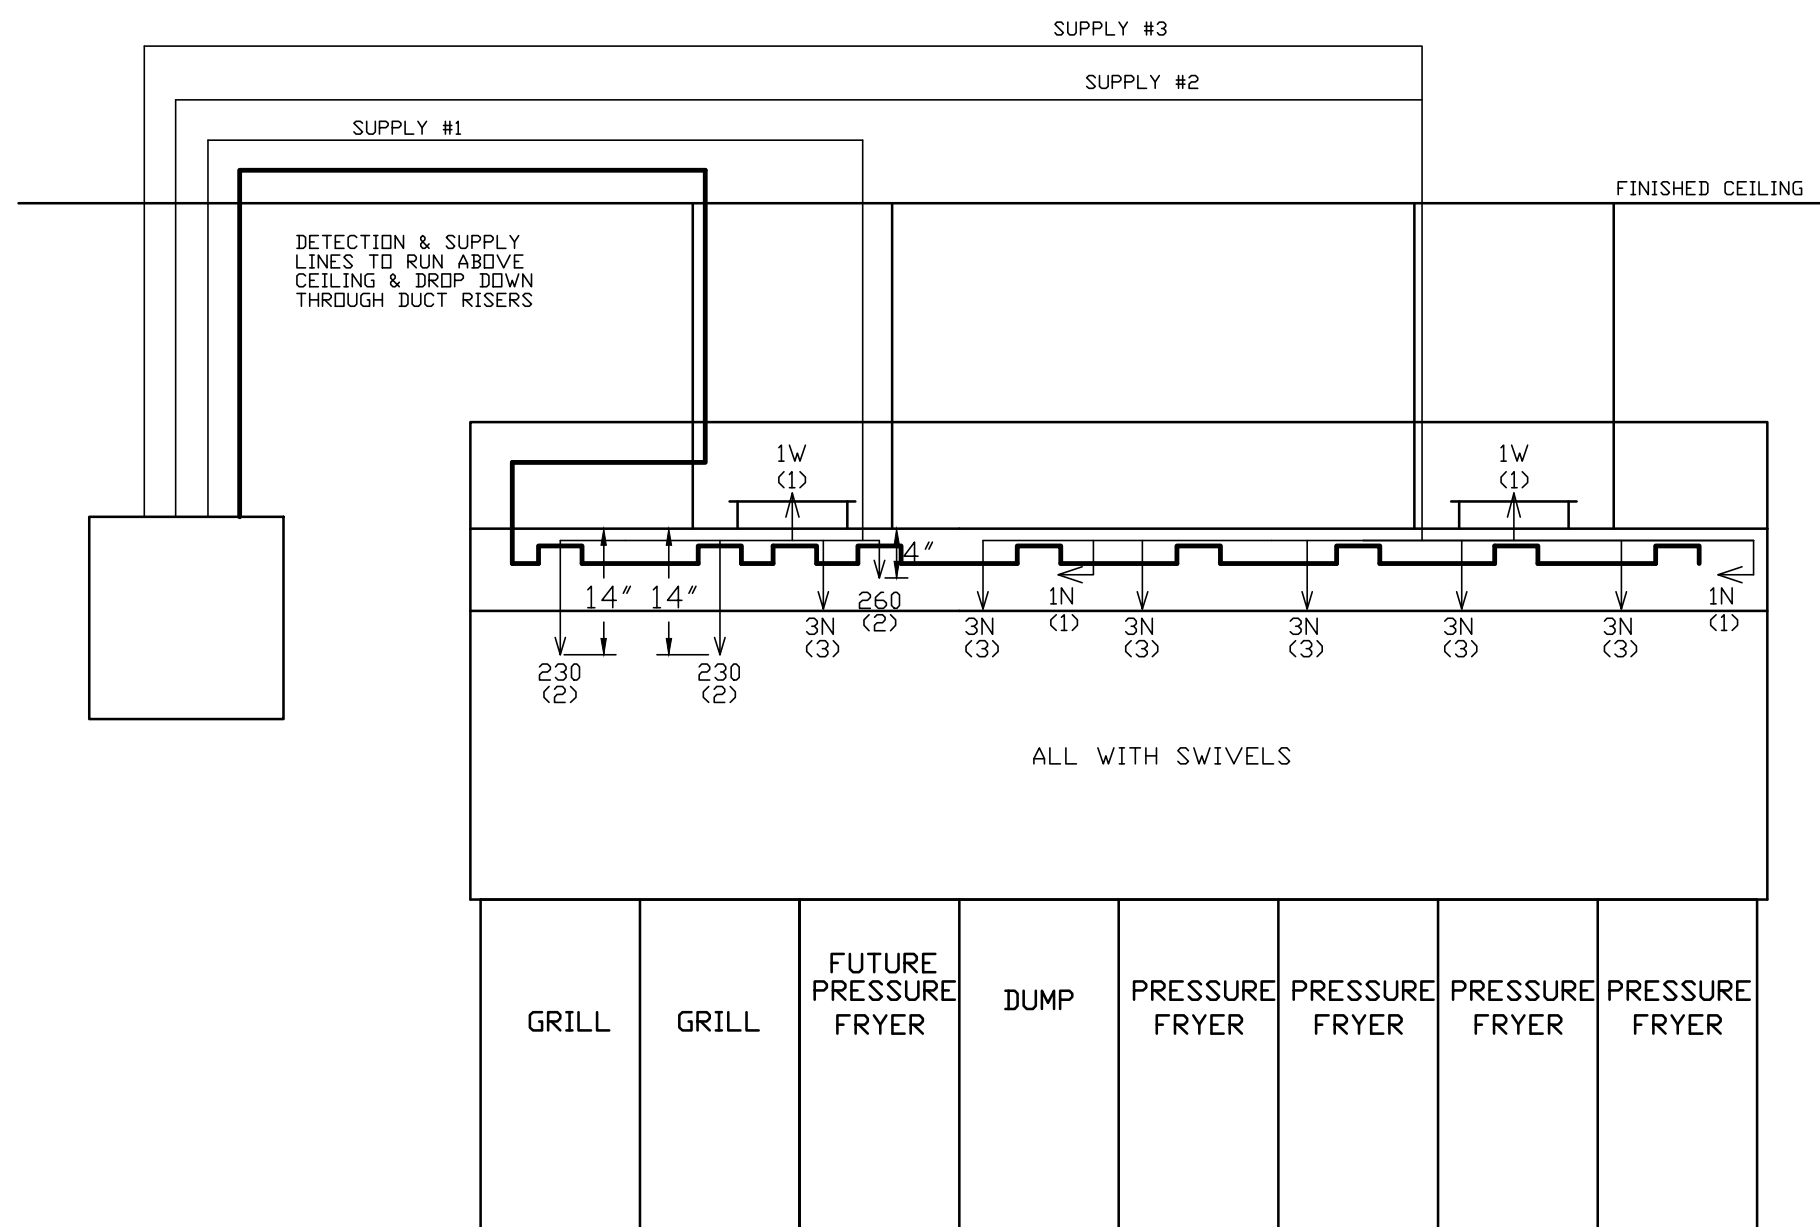 SUPPLY #3
SUPPLY #2
SUPPLY #1
FINISHED CEILING
DETECTION & SUPPLY
LINES TO RUN ABOVE
CEILING & DROP DOWN
THROUGH DUCT RISERS
1W
(1)
1W
(1)
4"
14"
14"
260
(2)
1N
(1)
1N
(1)
3N
(3)
3N
(3)
3N
(3)
3N
(3)
3N
(3)
3N
(3)
230
(2)
230
(2)
ALL WITH SWIVELS
GRILL
GRILL
FUTURE
PRESSURE
FRYER
DUMP
PRESSURE
FRYER
PRESSURE
FRYER
PRESSURE
FRYER
PRESSURE
FRYER